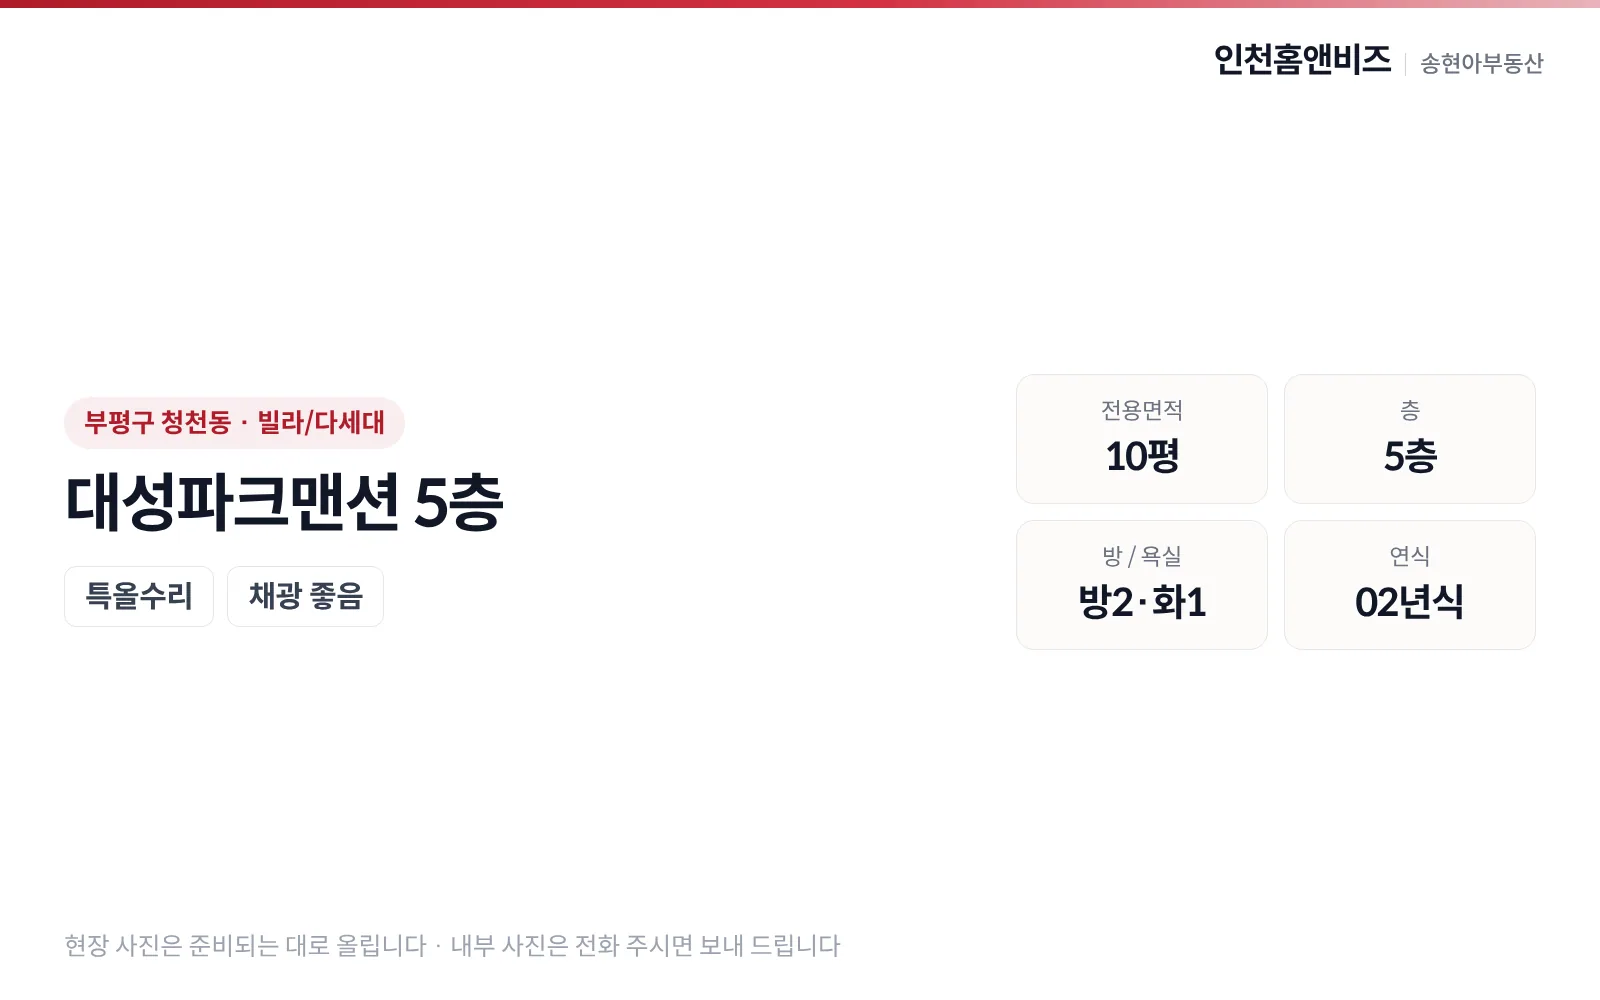 인천홈앤비즈 송현아부동산
부평구 청천동 · 빌라/다세대
대성파크맨션 5층
특올수리
채광 좋음
전용면적
10평
층
5층
방 / 욕실
방2·화1
연식
02년식
현장 사진은 준비되는 대로 올립니다 · 내부 사진은 전화 주시면 보내 드립니다